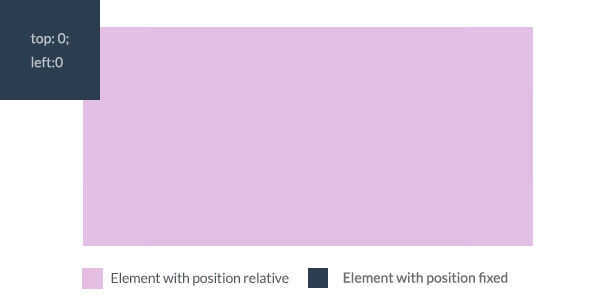 top: 0;
left:0
Element with position relative
Element with position fixed